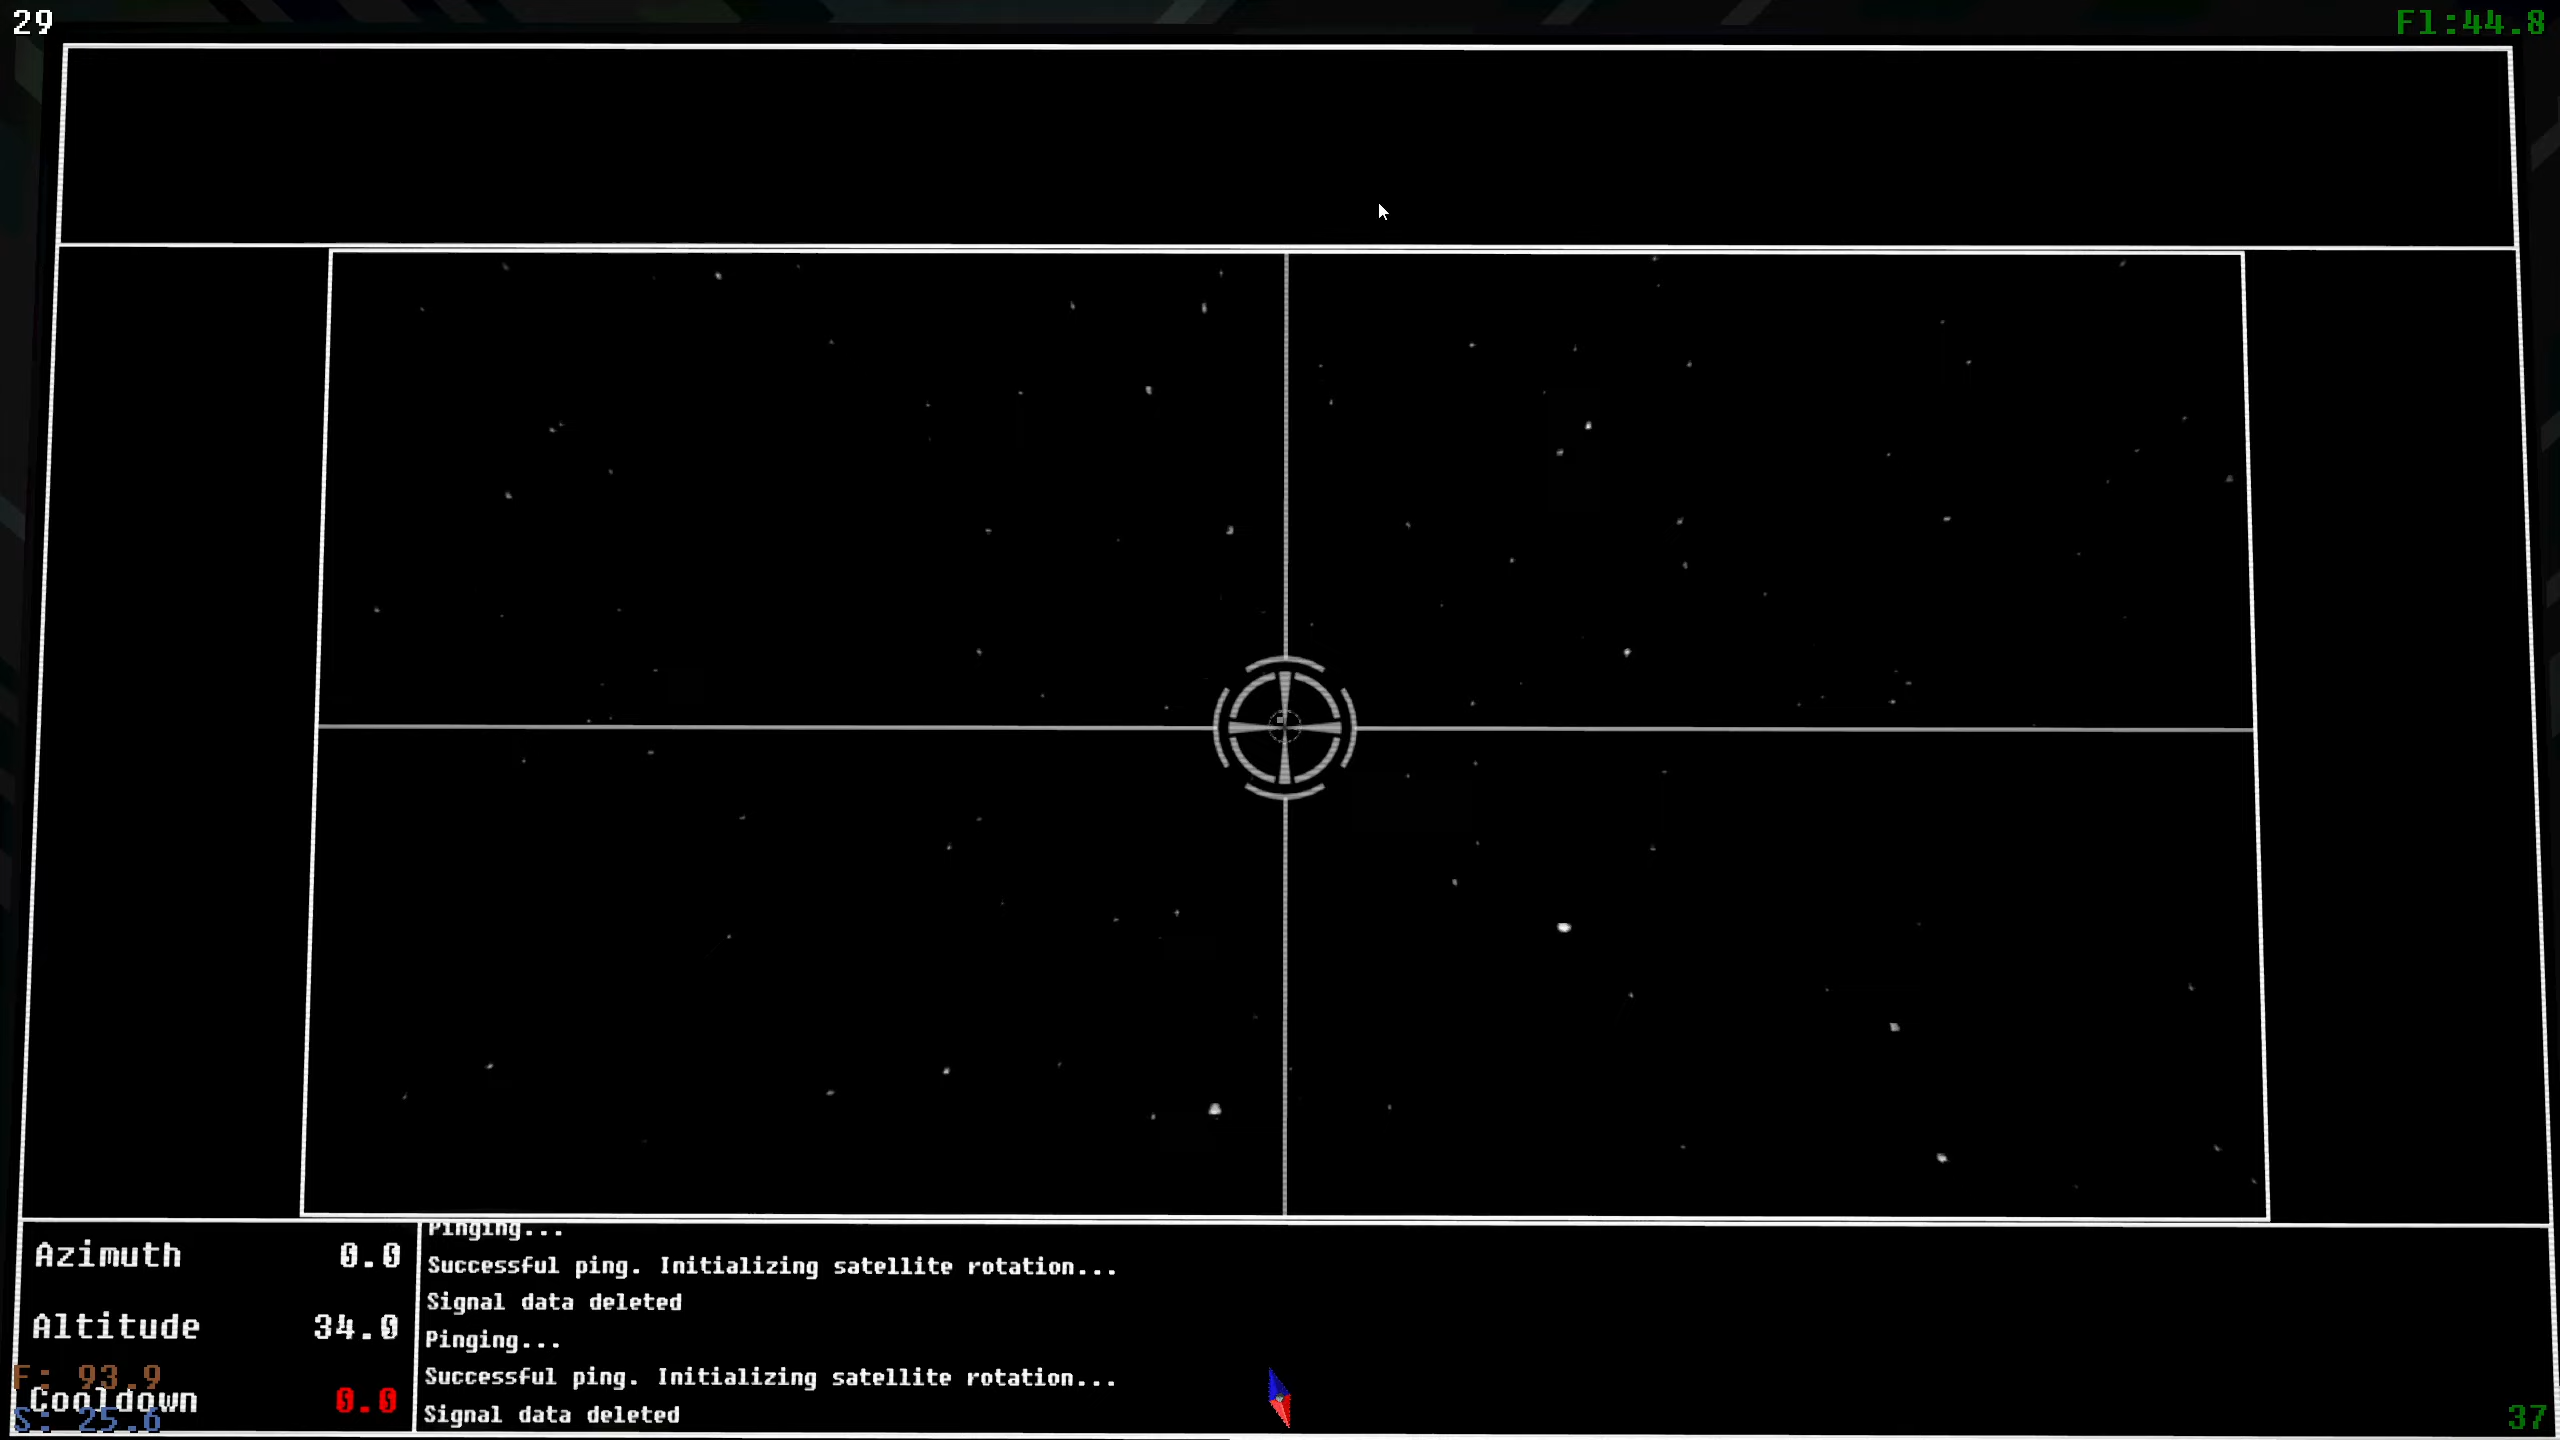 29
F1:44.8
Azimuth 0.0
Altitude 34.0
F: 93.9
Cooldown 0.0
S: 25.6
Pinging...
Successful ping. Initializing satellite rotation...
Signal data deleted
Pinging...
Successful ping. Initializing satellite rotation...
Signal data deleted
37